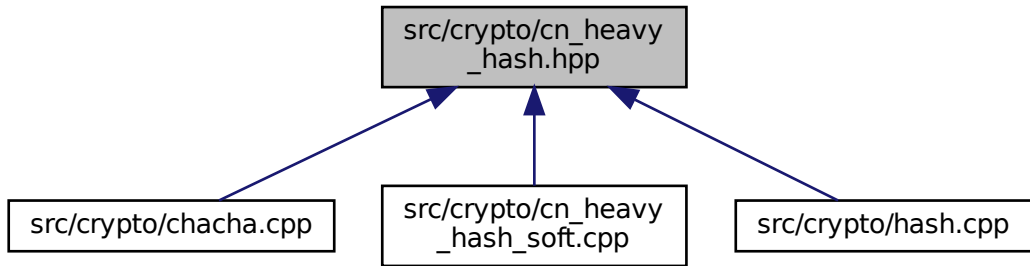 src/crypto/cn_heavy
_hash.hpp
src/crypto/chacha.cpp
src/crypto/cn_heavy
_hash_soft.cpp
src/crypto/hash.cpp